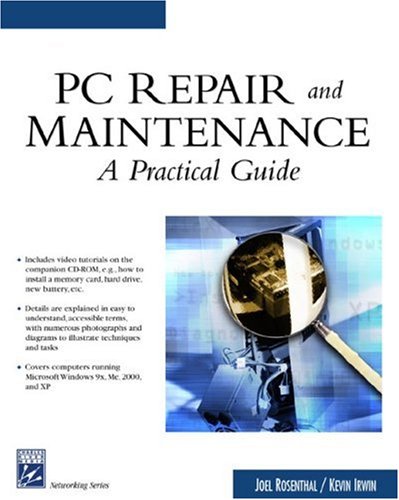 PC REPAIR and
MAINTENANCE
A Practical Guide
• Includes video tutorials on the
companion CD-ROM, e.g., how to
install a memory card, hard drive,
new battery, etc.
• Details are explained in easy to
understand, accessible terms,
with numerous photographs and
diagrams to illustrate techniques
and tasks
• Covers computers running
Microsoft Windows 9x, Me, 2000,
and XP
CHARLES
RIVER
MEDIA
Networking Series
JOEL ROSENTHAL / KEVIN IRWIN